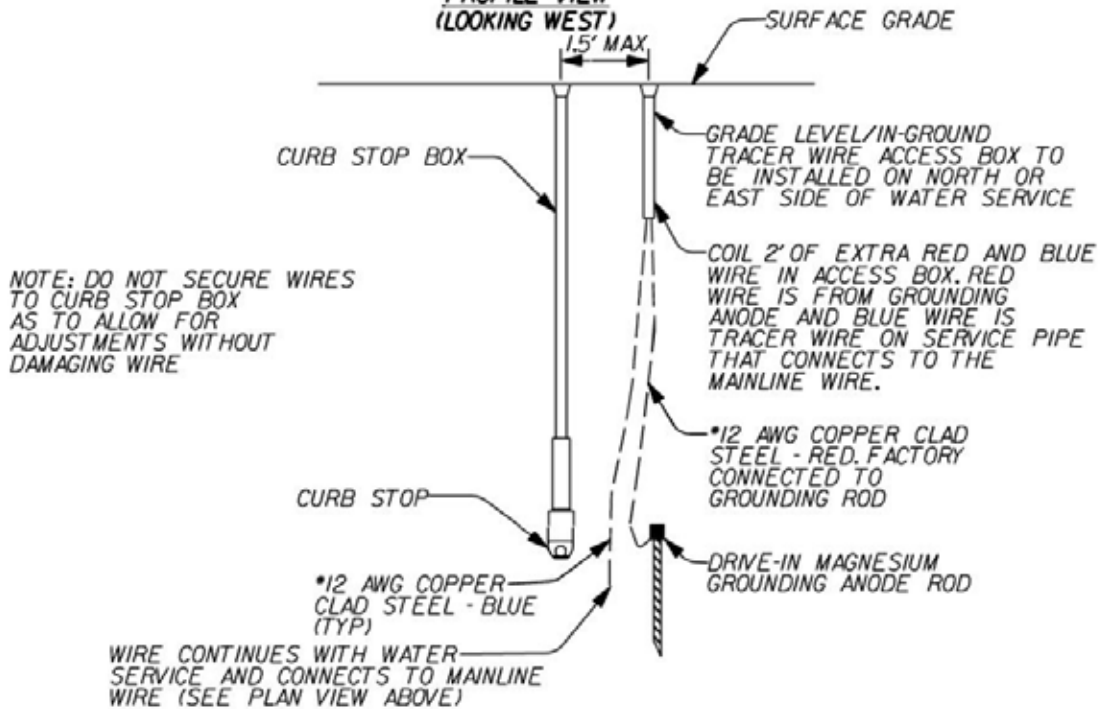 PROFILE VIEW
(LOOKING WEST)
SURFACE GRADE
1.5' MAX
CURB STOP BOX
GRADE LEVEL/IN-GROUND
TRACER WIRE ACCESS BOX TO
BE INSTALLED ON NORTH OR
EAST SIDE OF WATER SERVICE
COIL 2' OF EXTRA RED AND BLUE
WIRE IN ACCESS BOX. RED
WIRE IS FROM GROUNDING
ANODE AND BLUE WIRE IS
TRACER WIRE ON SERVICE PIPE
THAT CONNECTS TO THE
MAINLINE WIRE.
NOTE: DO NOT SECURE WIRES
TO CURB STOP BOX
AS TO ALLOW FOR
ADJUSTMENTS WITHOUT
DAMAGING WIRE
#12 AWG COPPER CLAD
STEEL - RED. FACTORY
CONNECTED TO
GROUNDING ROD
CURB STOP
DRIVE-IN MAGNESIUM
GROUNDING ANODE ROD
#12 AWG COPPER
CLAD STEEL - BLUE
(TYP)
WIRE CONTINUES WITH WATER
SERVICE AND CONNECTS TO MAINLINE
WIRE (SEE PLAN VIEW ABOVE)